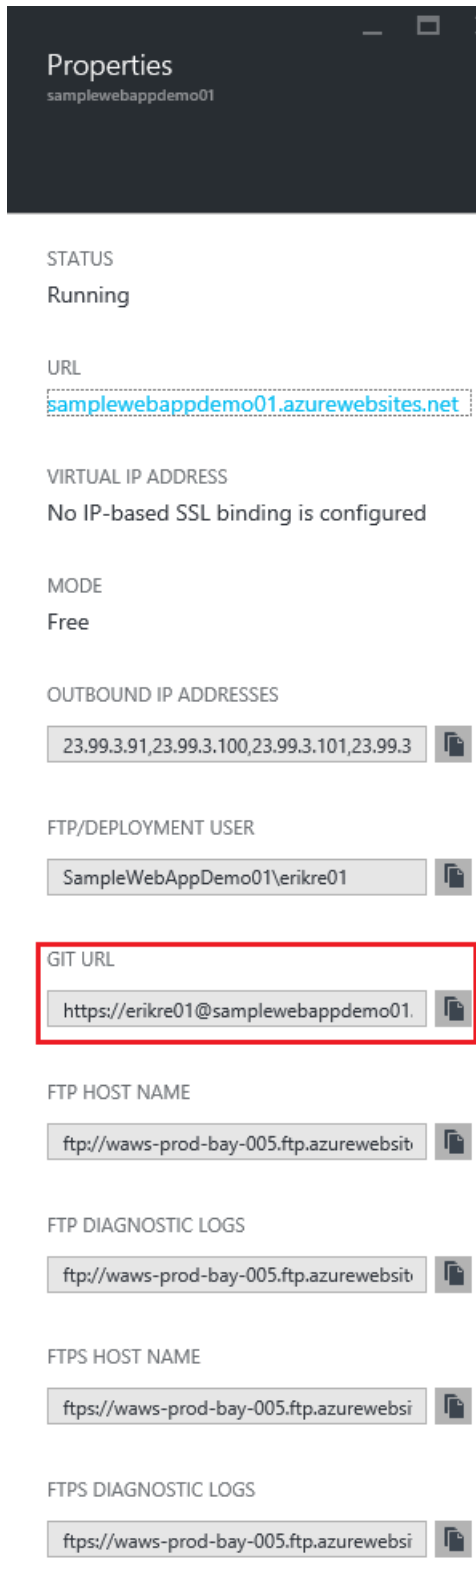 Properties
samplewebappdemo01
STATUS
Running
URL
samplewebappdemo01.azurewebsites.net
VIRTUAL IP ADDRESS
No IP-based SSL binding is configured
MODE
Free
OUTBOUND IP ADDRESSES
23.99.3.91,23.99.3.100,23.99.3.101,23.99.3
FTP/DEPLOYMENT USER
SampleWebAppDemo01\erikre01
GIT URL
https://erikre01@samplewebappdemo01.
FTP HOST NAME
ftp://waws-prod-bay-005.ftp.azurewebsit
FTP DIAGNOSTIC LOGS
ftp://waws-prod-bay-005.ftp.azurewebsit
FTPS HOST NAME
ftps://waws-prod-bay-005.ftp.azurewebsi
FTPS DIAGNOSTIC LOGS
ftps://waws-prod-bay-005.ftp.azurewebsi